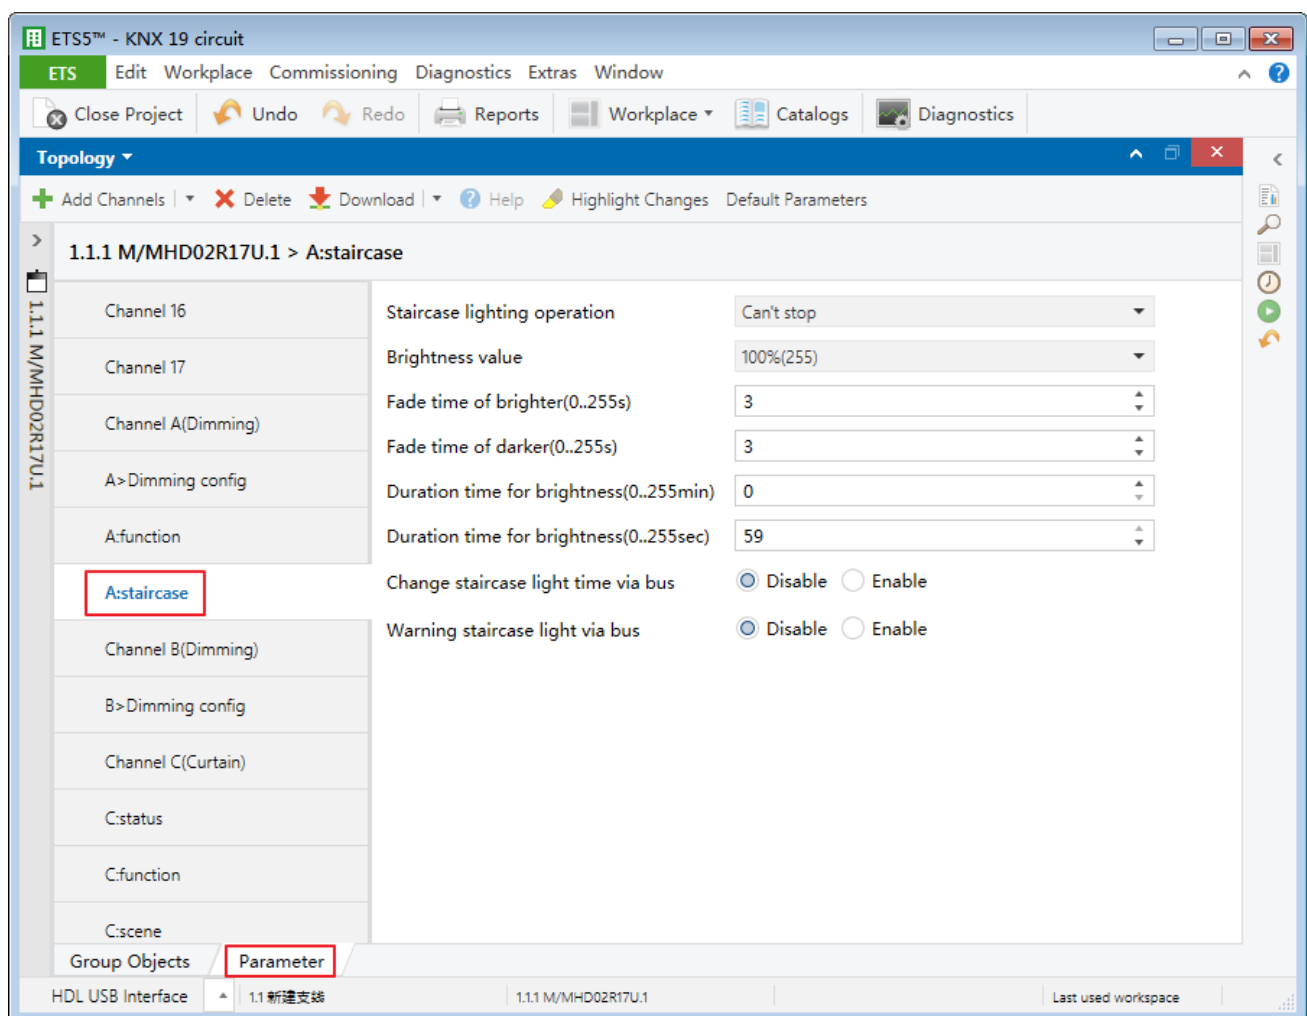 ETS5™ - KNX 19 circuit
ETS Edit Workplace Commissioning Diagnostics Extras Window
Close Project Undo Redo Reports Workplace Catalogs Diagnostics
Topology
Add Channels Delete Download Help Highlight Changes Default Parameters
1.1.1 M/MHD02R17U.1 > A:staircase
1.1.1 M/MHD02R17U.1
Channel 16
Channel 17
Channel A(Dimming)
A>Dimming config
A:function
A:staircase
Channel B(Dimming)
B>Dimming config
Channel C(Curtain)
C:status
C:function
C:scene
Staircase lighting operation Can't stop
Brightness value 100%(255)
Fade time of brighter(0..255s) 3
Fade time of darker(0..255s) 3
Duration time for brightness(0..255min) 0
Duration time for brightness(0..255sec) 59
Change staircase light time via bus Disable Enable
Warning staircase light via bus Disable Enable
Group Objects Parameter
HDL USB Interface 1.1 新建支线 1.1.1 M/MHD02R17U.1 Last used workspace